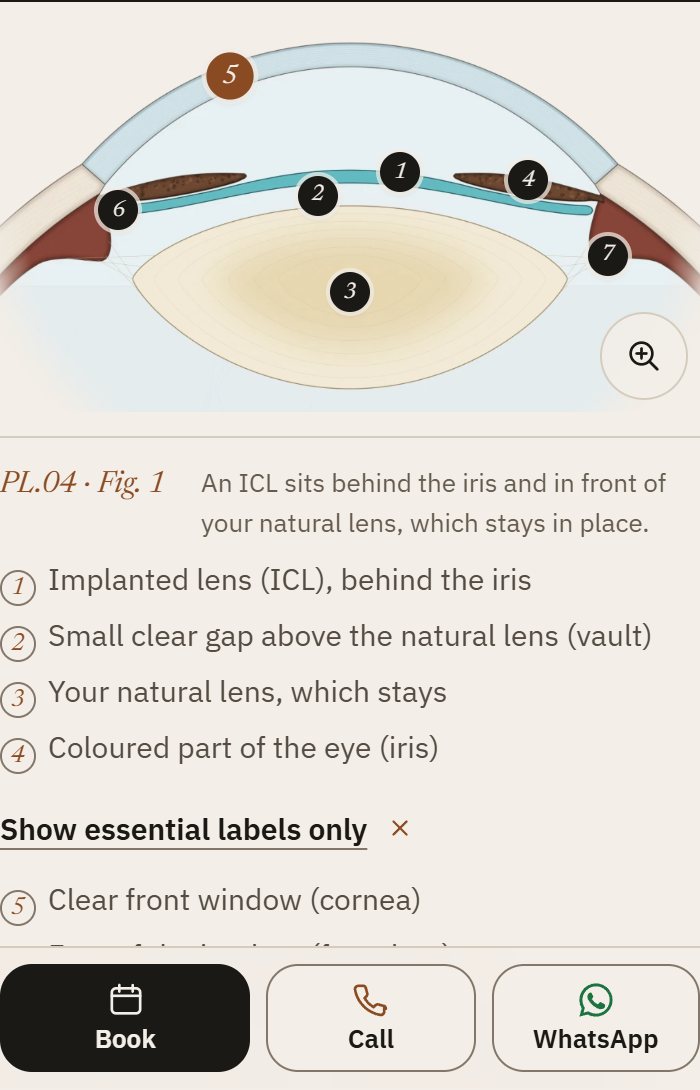 5
1
4
2
6
7
3
PL.04 · Fig. 1
An ICL sits behind the iris and in front of
your natural lens, which stays in place.
1 Implanted lens (ICL), behind the iris
2 Small clear gap above the natural lens (vault)
3 Your natural lens, which stays
4 Coloured part of the eye (iris)
Show essential labels only ×
5 Clear front window (cornea)
Book
Call
WhatsApp